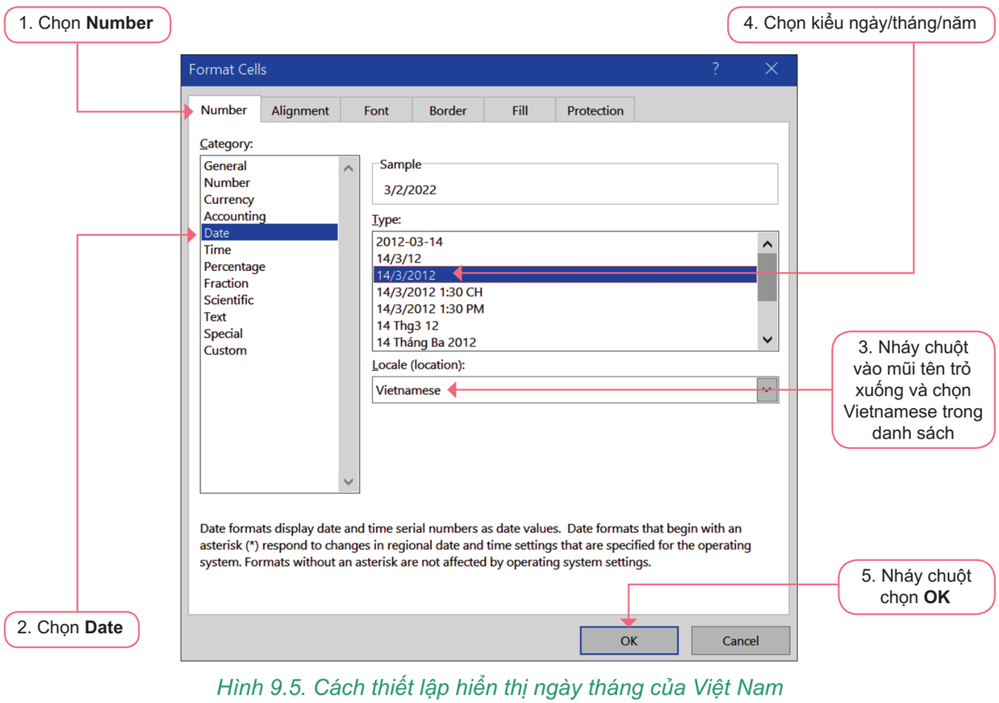 1. Chọn Number
4. Chọn kiểu ngày/tháng/năm
Format Cells
?
Number Alignment Font Border Fill Protection
Category:
General
Number
Currency
Accounting
Date
Time
Percentage
Fraction
Scientific
Text
Special
Custom
Sample
3/2/2022
Type:
2012-03-14
14/3/12
14/3/2012
14/3/2012 1:30 CH
14/3/2012 1:30 PM
14 Thg3 12
14 Tháng Ba 2012
Locale (location):
Vietnamese
3. Nháy chuột
vào mũi tên trỏ
xuống và chọn
Vietnamese trong
danh sách
Date formats display date and time serial numbers as date values. Date formats that begin with an
asterisk (*) respond to changes in regional date and time settings that are specified for the operating
system. Formats without an asterisk are not affected by operating system settings.
5. Nháy chuột
chọn OK
2. Chọn Date
OK
Cancel
Hình 9.5. Cách thiết lập hiển thị ngày tháng của Việt Nam